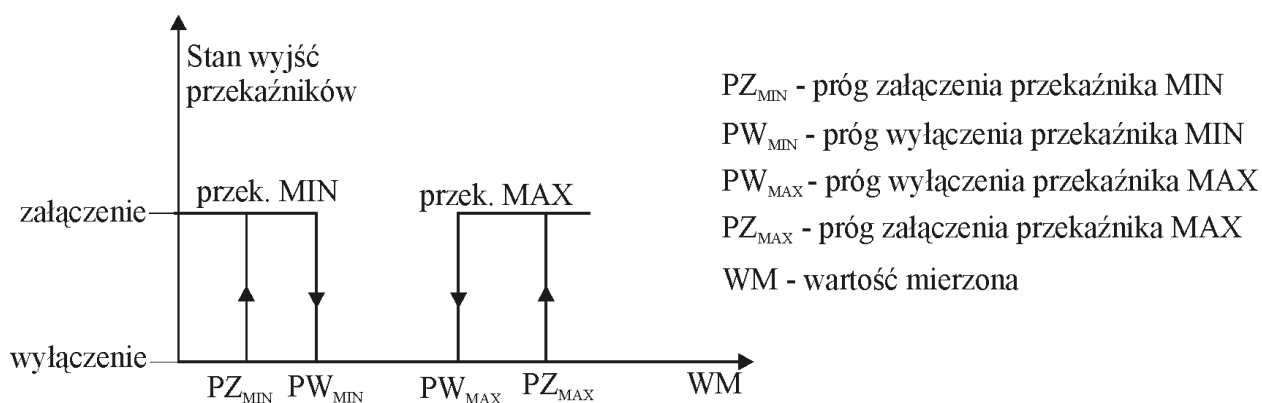 Stan wyjść
przekaźników
przek. MIN
przek. MAX
załączenie
wyłączenie
PZMIN
PWMIN
PWMAX
PZMAX
WM
PZMIN - próg załączenia przekaźnika MIN
PWMIN - próg wyłączenia przekaźnika MIN
PWMAX - próg wyłączenia przekaźnika MAX
PZMAX - próg załączenia przekaźnika MAX
WM - wartość mierzona